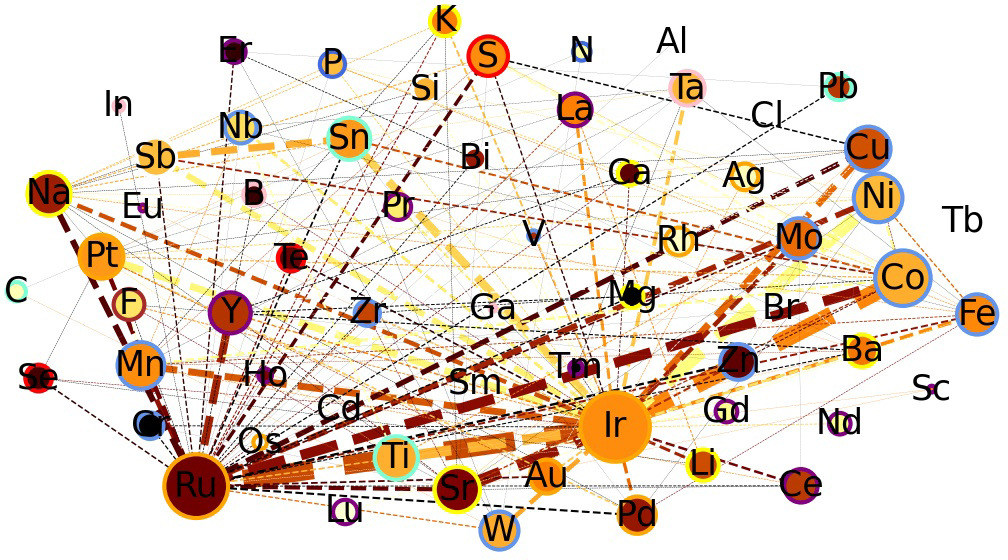 K
S
Er
P
N
Al
Si
Ta
Pb
In
La
Cl
Nb
Sn
Cu
Sb
Bi
Ca
Ag
Na
B
Ni
Eu
Pr
V
Rh
Mo
Tb
Pt
Te
Co
C
F
Y
Zr
Ga
Mg
Br
Fe
Mn
Ho
Sm
Tm
Zn
Ba
Se
Sc
Cr
Os
Cd
Ir
Gd
Nd
Ru
Ti
Sr
Au
Li
Ce
Lu
W
Pd